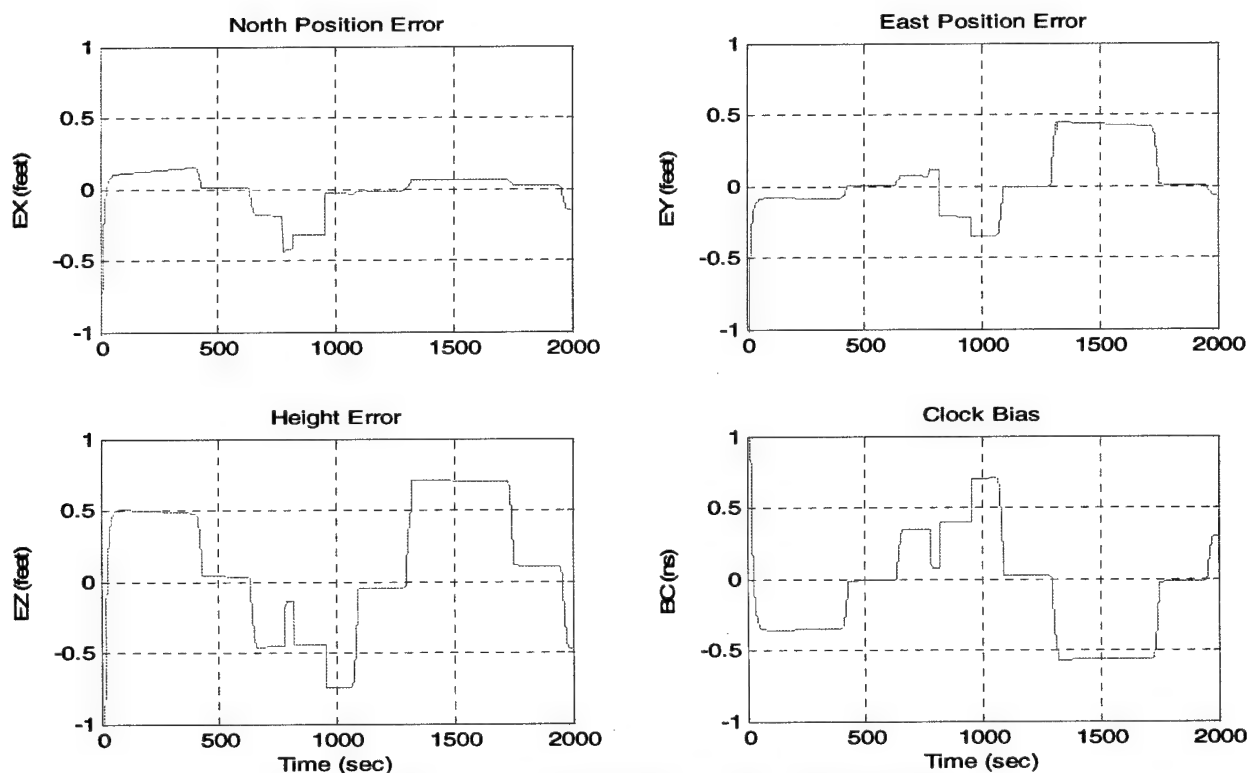 North Position Error
1
0.5
0
-0.5
-1
EX (feet)
0 500 1000 1500 2000
East Position Error
1
0.5
0
-0.5
-1
EY (feet)
0 500 1000 1500 2000
Height Error
1
0.5
0
-0.5
-1
EZ (feet)
0 500 1000 1500 2000
Time (sec)
Clock Bias
1
0.5
0
-0.5
-1
BC (ns)
0 500 1000 1500 2000
Time (sec)